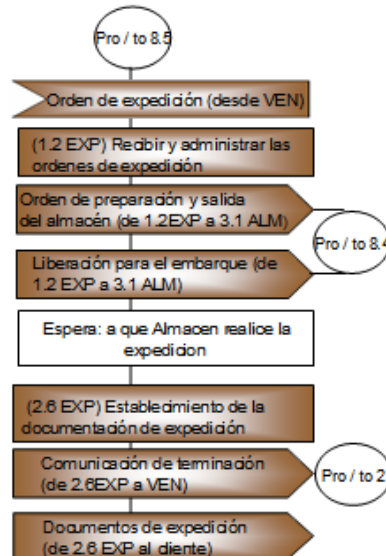 Pro / to 8.5
Orden de expedición (desde VEN)
(1.2 EXP) Recibir y administrar las
ordenes de expedición
Orden de preparación y salida
del almacén (de 1.2EXP a 3.1 ALM)
Pro / to 8.4
Liberación para el embarque (de
1.2 EXP a 3.1 ALM)
Espera: a que Almacen realice la
expedicion
(2.6 EXP) Establecimiento de la
documentación de expedición
Comunicación de terminación
(de 2.6EXP a VEN)
Pro / to 2
Documentos de expedición
(de 2.6 EXP al cliente)